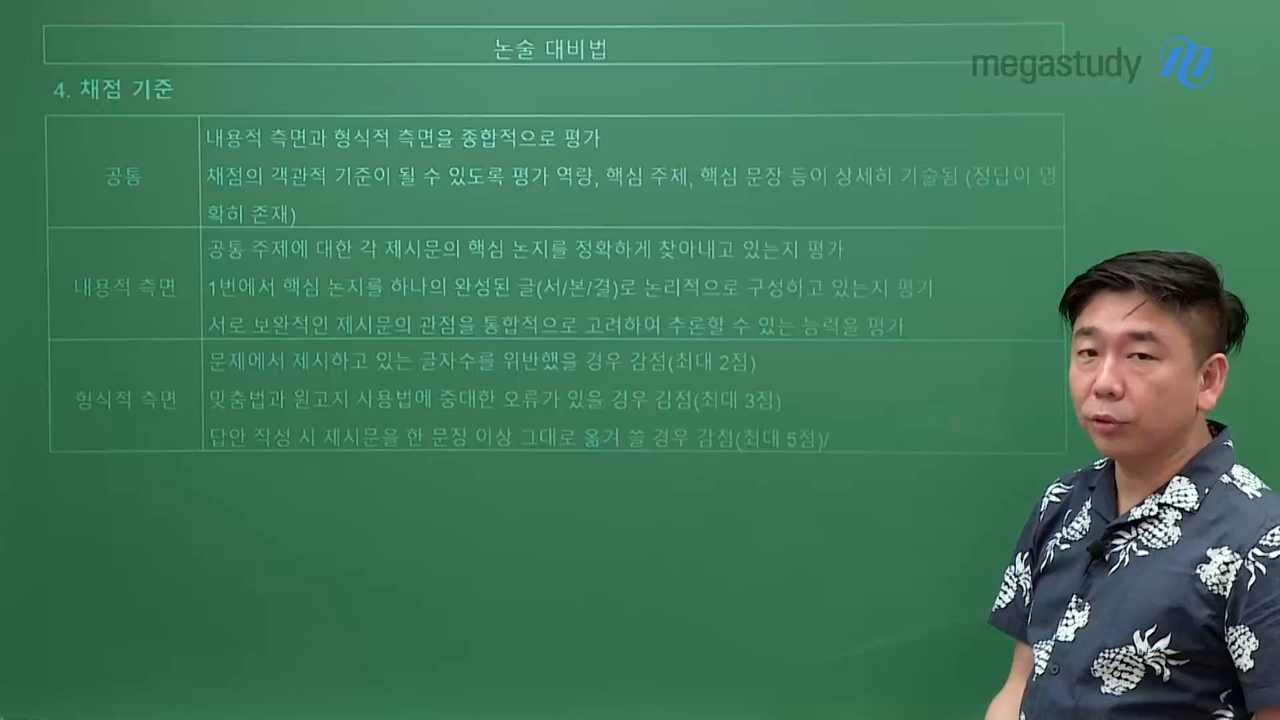 논술 대비법
megastudy
4. 채점 기준
공통
내용적 측면과 형식적 측면을 종합적으로 평가
채점의 객관적 기준이 될 수 있도록 평가 역량, 핵심 주제, 핵심 문장 등이 상세히 기술됨 (정답이 명
확히 존재)
내용적 측면
공통 주제에 대한 각 제시문의 핵심 논지를 정확하게 찾아내고 있는지 평가
1번에서 핵심 논지를 하나의 완성된 글(서/본/결)로 논리적으로 구성하고 있는지 평가
서로 보완적인 제시문의 관점을 통합적으로 고려하여 추론할 수 있는 능력을 평가
형식적 측면
문제에서 제시하고 있는 글자수를 위반했을 경우 감점(최대 2점)
맞춤법과 원고지 사용법에 중대한 오류가 있을 경우 감점(최대 3점)
답안 작성 시 제시문을 한 문장 이상 그대로 옮겨 쓸 경우 감점(최대 5점)/